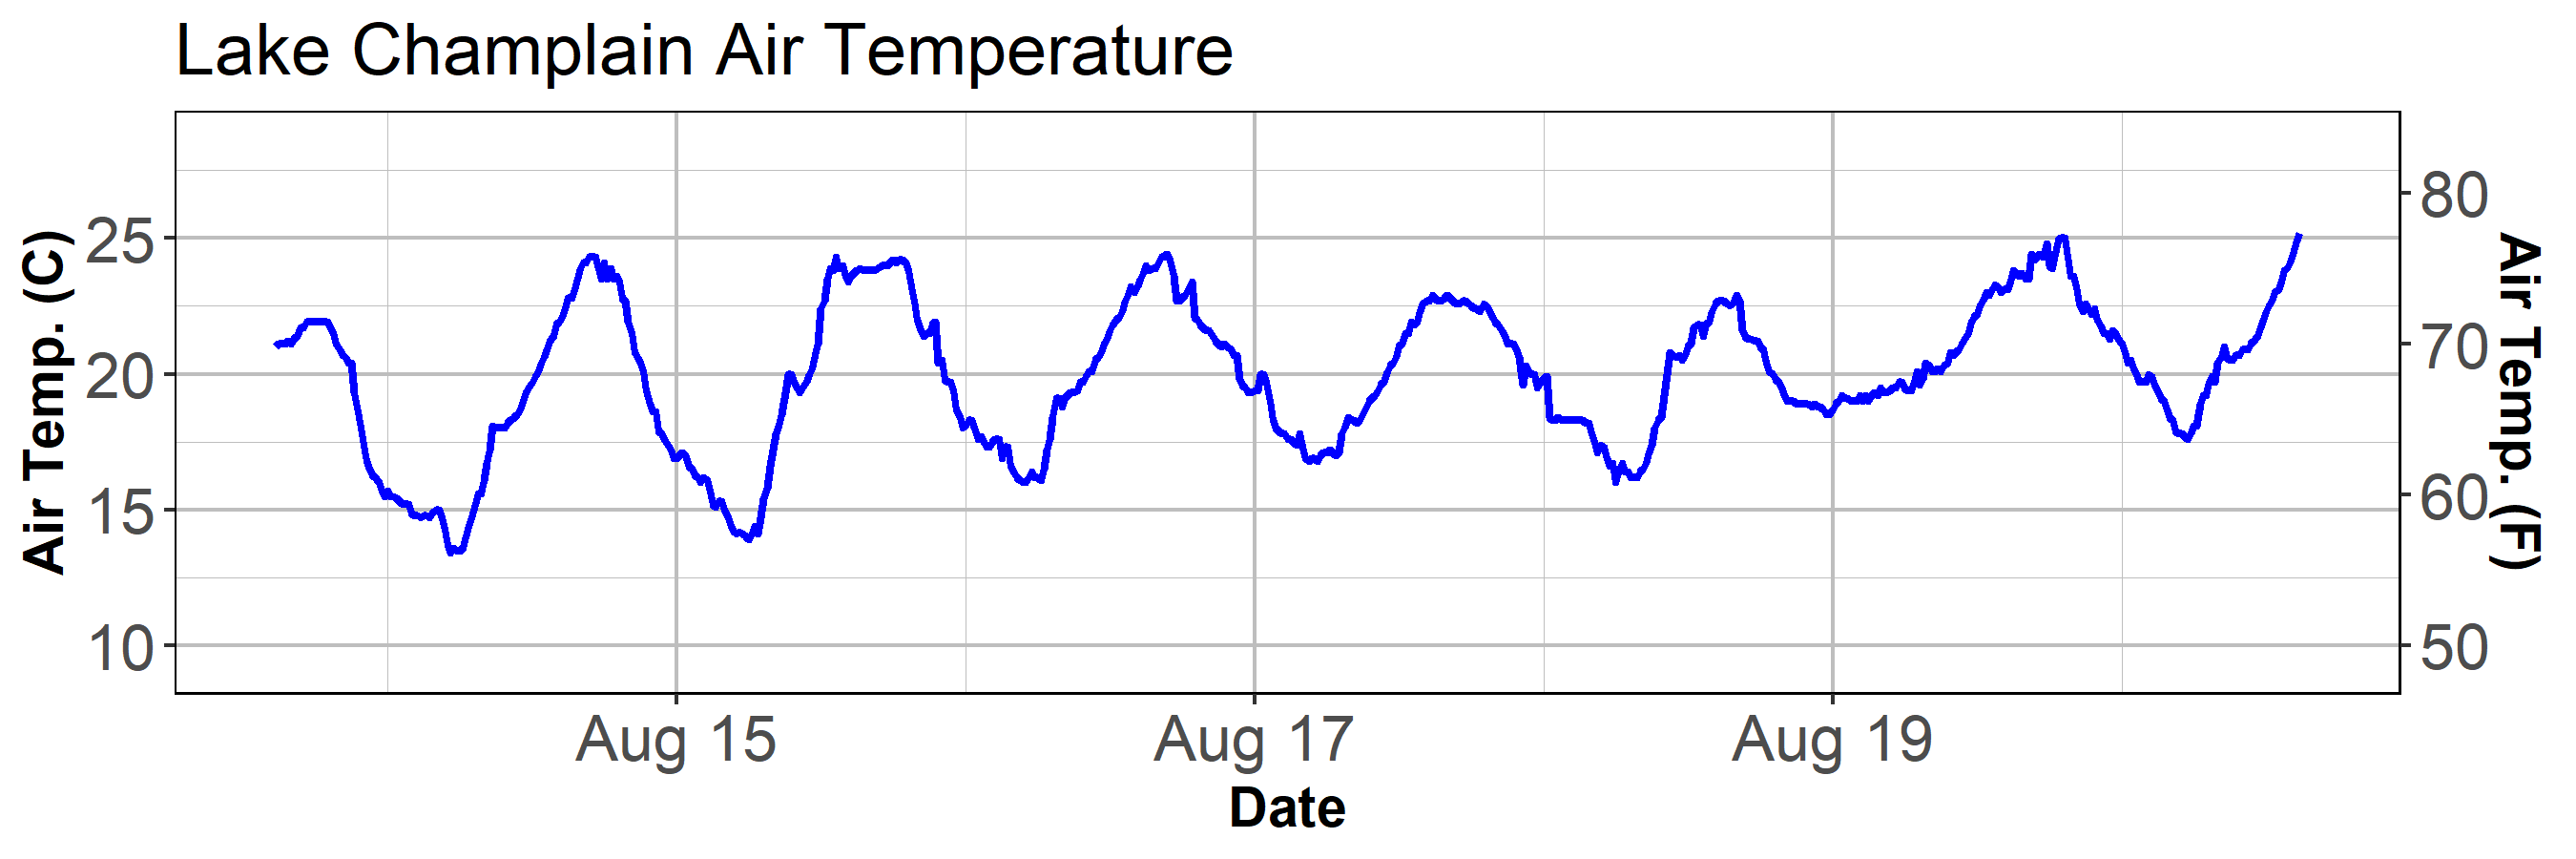 Lake Champlain Air Temperature
Air Temp. (C)
25
20
15
10
80
70
60
50
Air Temp. (F)
Aug 15
Aug 17
Aug 19
Date